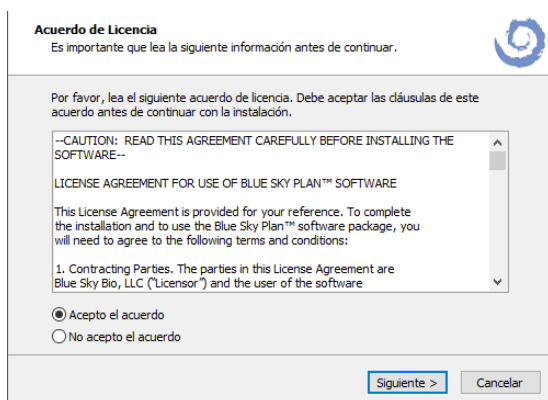 Acuerdo de Licencia
Es importante que lea la siguiente información antes de continuar.
Por favor, lea el siguiente acuerdo de licencia. Debe aceptar las cláusulas de este
acuerdo antes de continuar con la instalación.
--CAUTION:  READ THIS AGREEMENT CAREFULLY BEFORE INSTALLING THE
SOFTWARE--
LICENSE AGREEMENT FOR USE OF BLUE SKY PLAN™ SOFTWARE
This License Agreement is provided for your reference. To complete
the installation and to use the Blue Sky Plan™ software package, you
will need to agree to the following terms and conditions:
1. Contracting Parties. The parties in this License Agreement are
Blue Sky Bio, LLC (“Licensor”) and the user of the software
Acepto el acuerdo
No acepto el acuerdo
Siguiente >
Cancelar